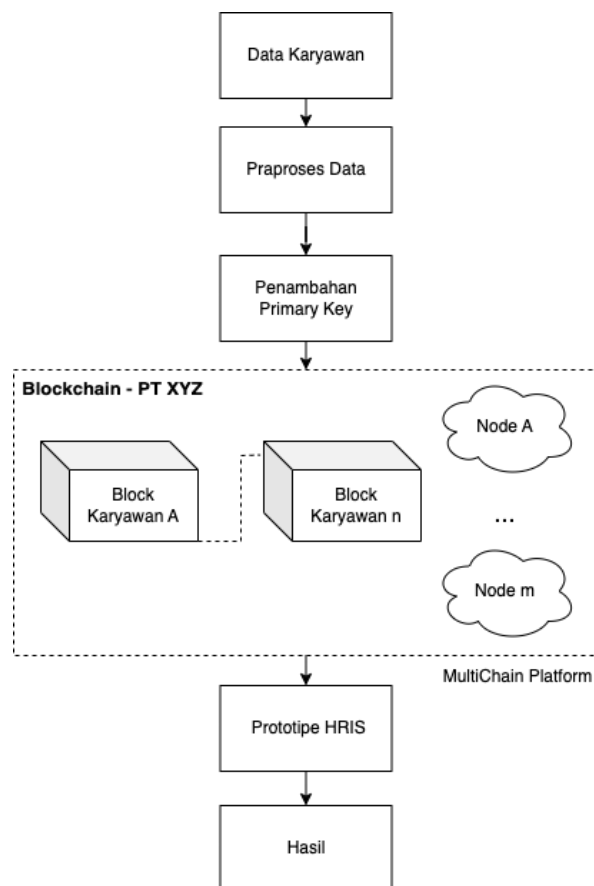 Data Karyawan
Praproses Data
Penambahan
Primary Key
Blockchain - PT XYZ
Node A
Block
Karyawan A
Block
Karyawan n
...
Node m
MultiChain Platform
Prototipe HRIS
Hasil